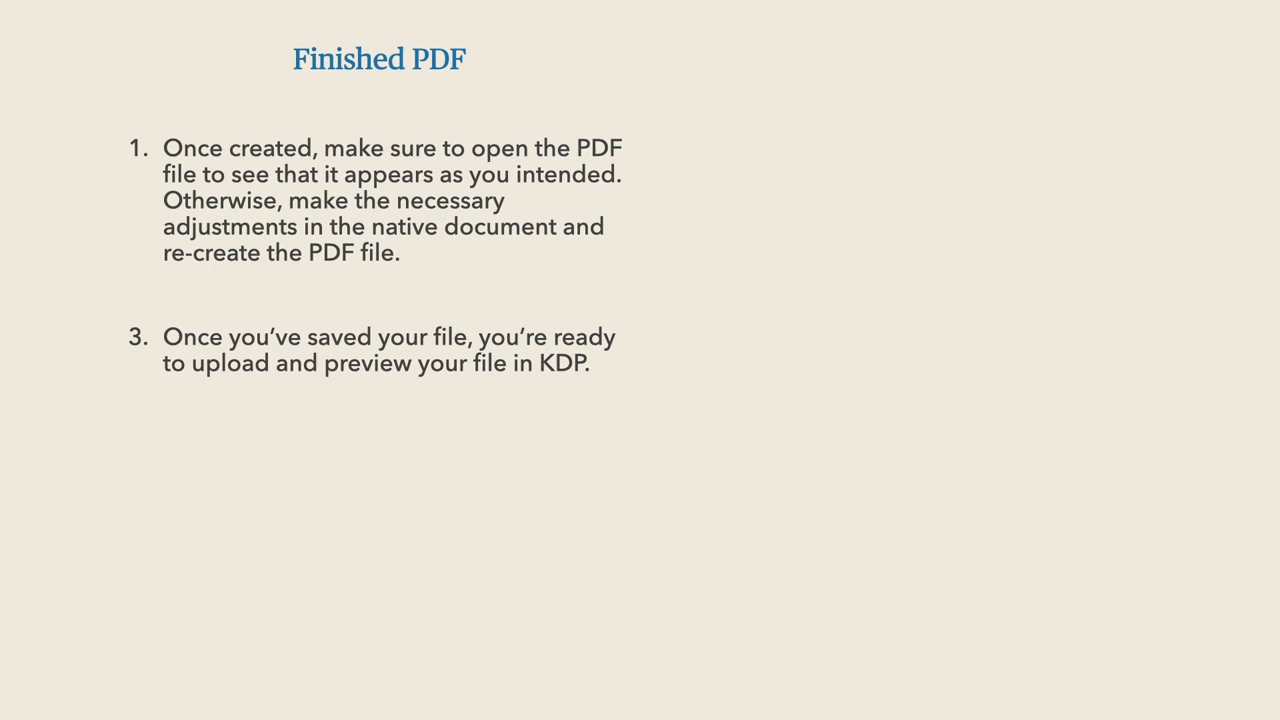 Finished PDF
1. Once created, make sure to open the PDF
file to see that it appears as you intended.
Otherwise, make the necessary
adjustments in the native document and
re-create the PDF file.
3. Once you’ve saved your file, you’re ready
to upload and preview your file in KDP.